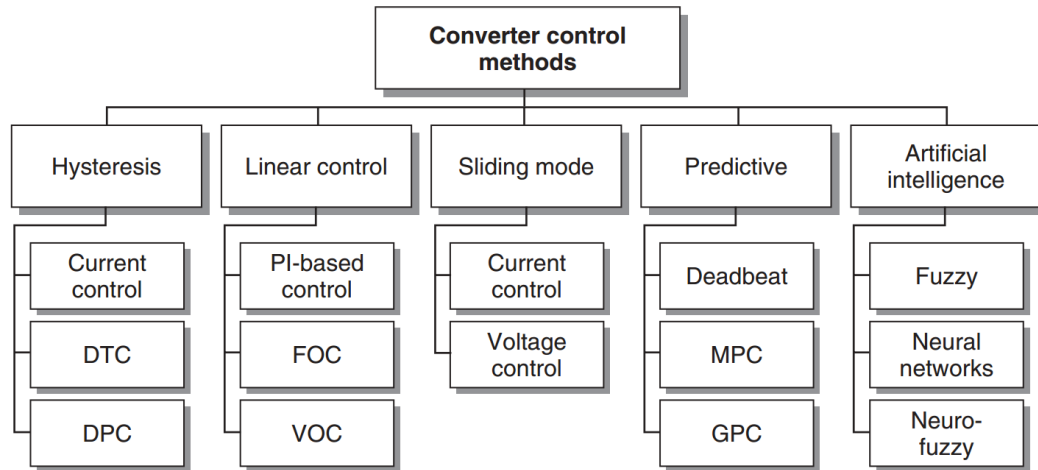 Converter control
methods
Hysteresis
Linear control
Sliding mode
Predictive
Artificial
intelligence
Current
control
DTC
DPC
PI-based
control
FOC
VOC
Current
control
Voltage
control
Deadbeat
MPC
GPC
Fuzzy
Neural
networks
Neuro-
fuzzy